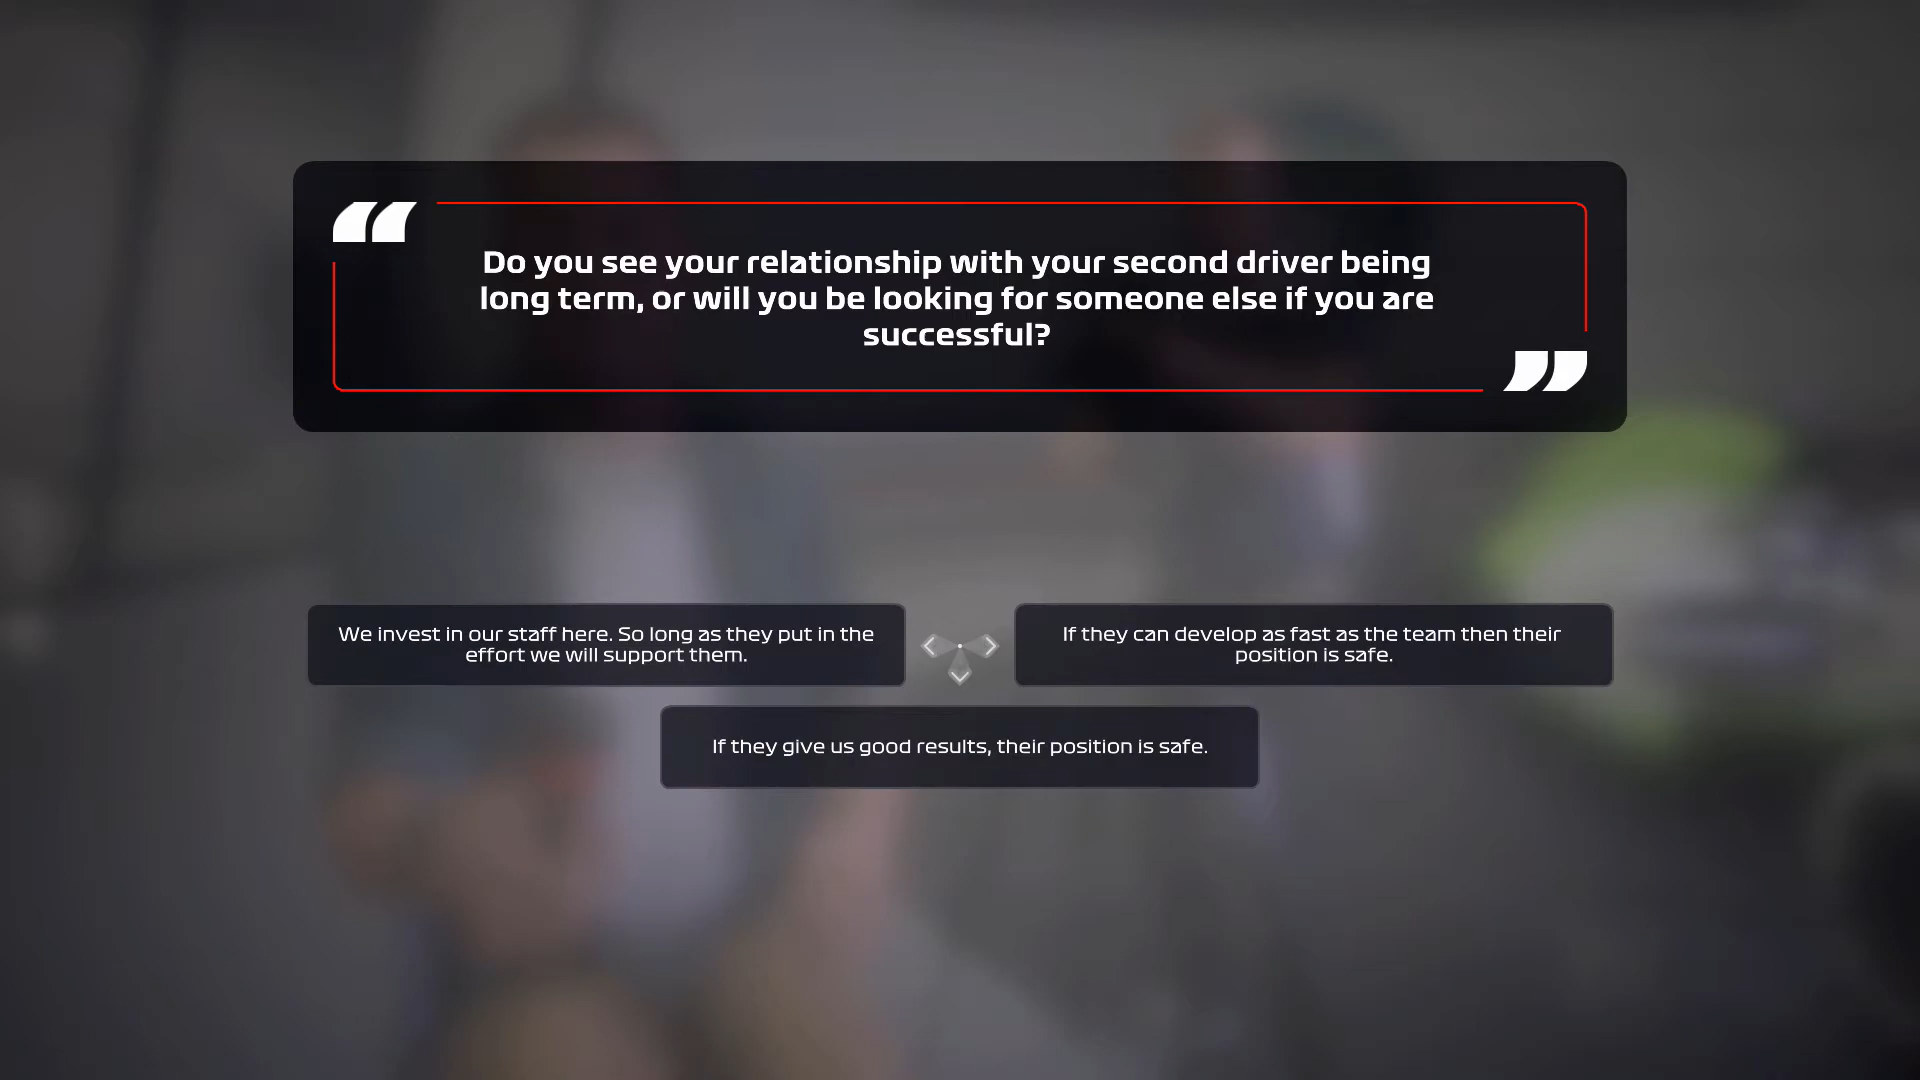 Do you see your relationship with your second driver being
long term, or will you be looking for someone else if you are
successful?
We invest in our staff here. So long as they put in the
effort we will support them.
If they can develop as fast as the team then their
position is safe.
If they give us good results, their position is safe.